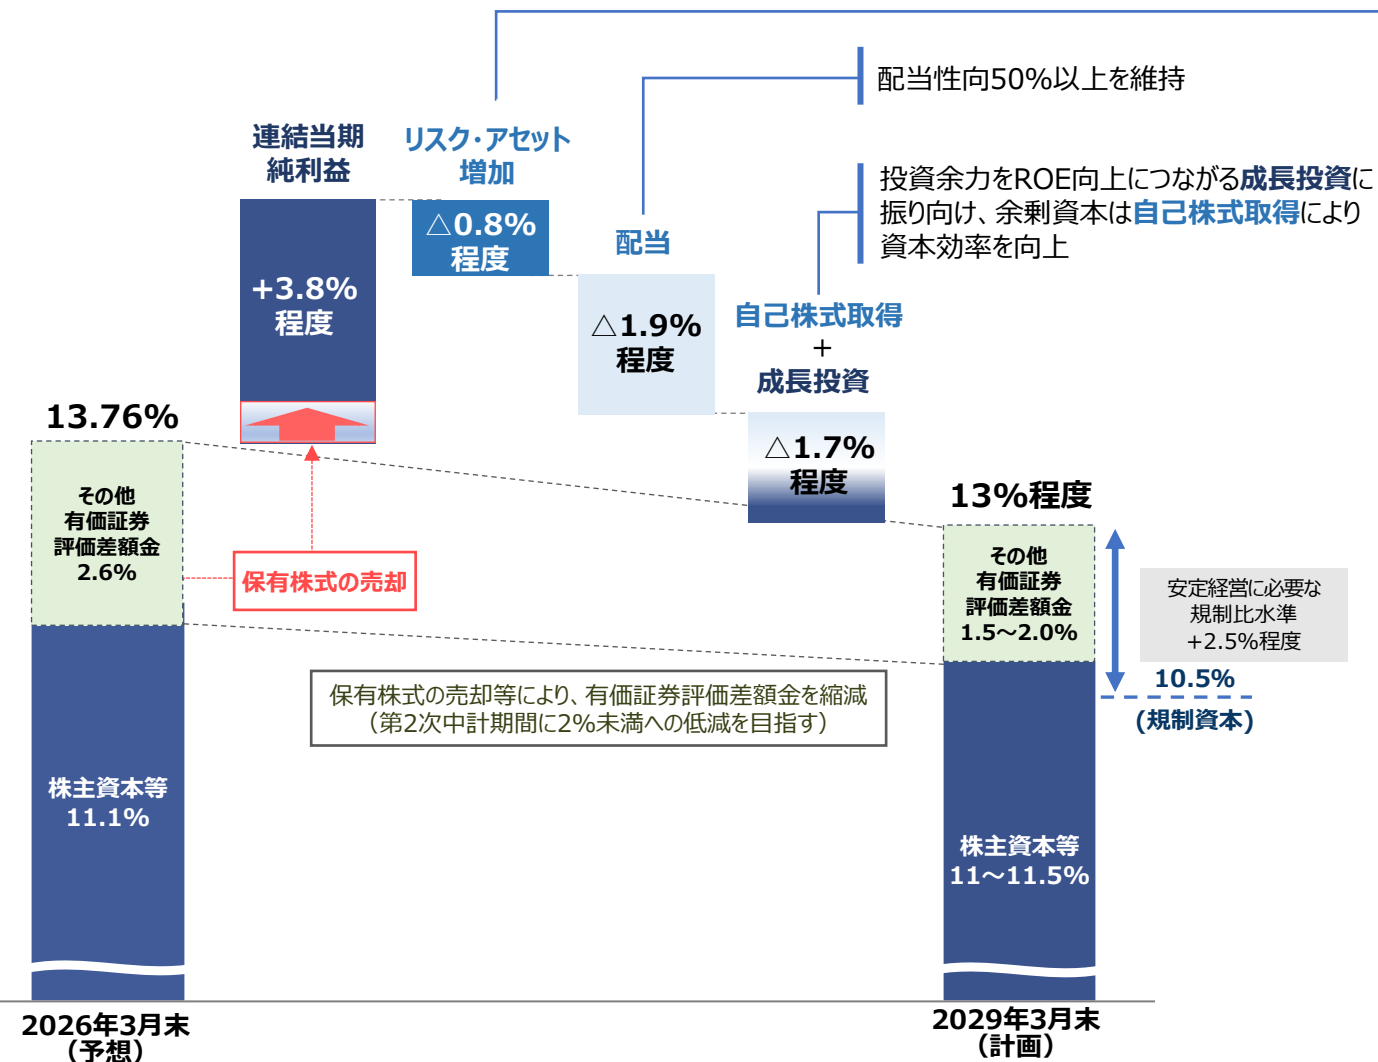 配当性向50%以上を維持
連結当期
純利益
リスク・アセット
増加
投資余力をROE向上につながる成長投資に
振り向け、余剰資本は自己株式取得により
資本効率を向上
△0.8%
程度
配当
+3.8%
程度
△1.9%
程度
自己株式取得
+
成長投資
13.76%
△1.7%
程度
13%程度
その他
有価証券
評価差額金
2.6%
保有株式の売却
その他
有価証券
評価差額金
1.5～2.0%
安定経営に必要な
規制比水準
+2.5%程度
10.5%
(規制資本)
保有株式の売却等により、有価証券評価差額金を縮減
（第2次中計期間に2%未満への低減を目指す）
株主資本等
11.1%
株主資本等
11～11.5%
2026年3月末
（予想）
2029年3月末
（計画）